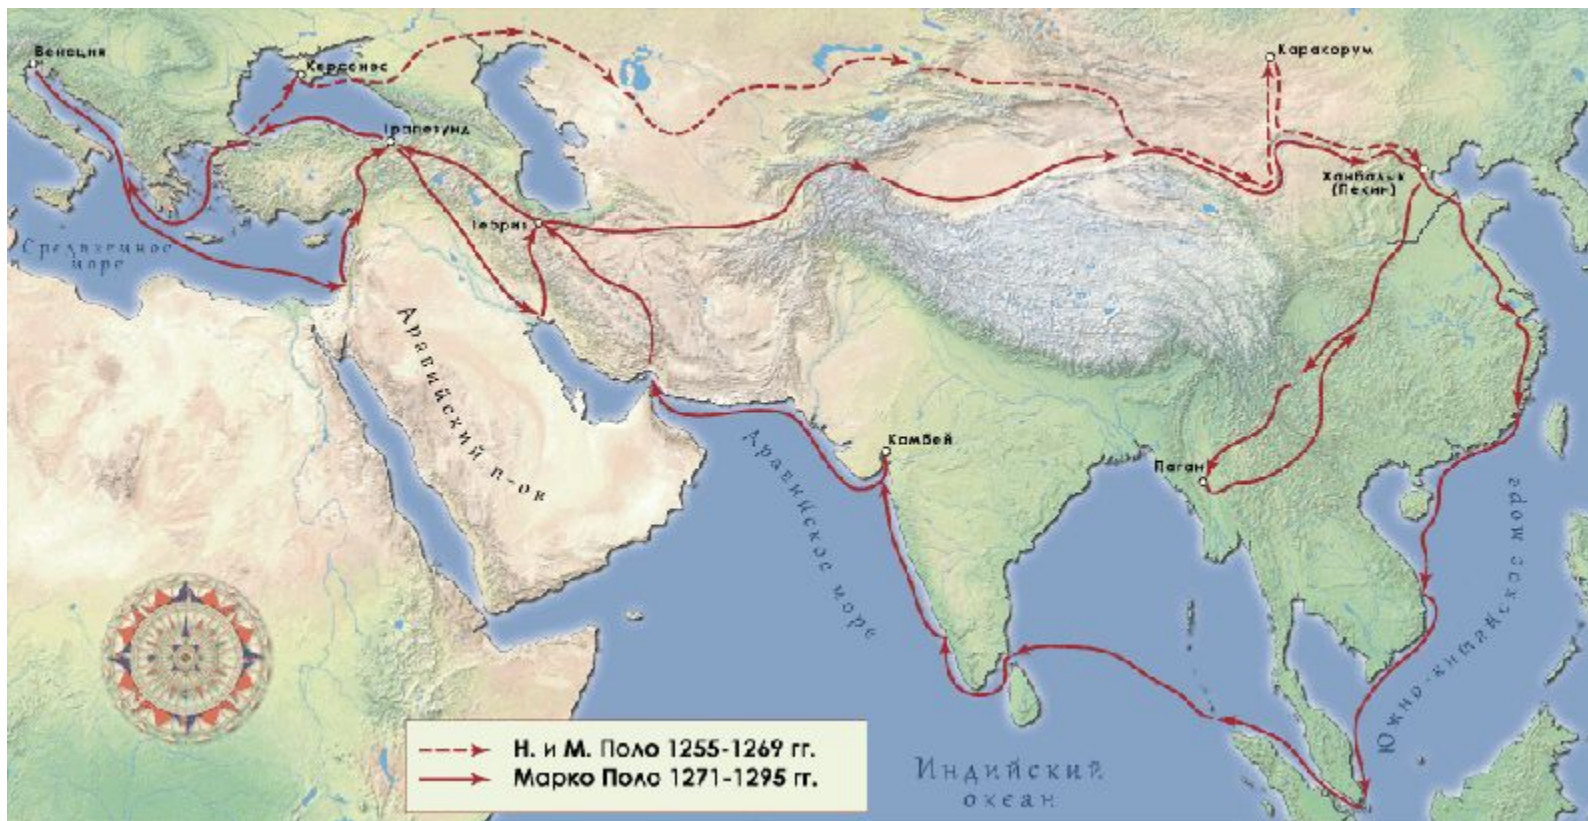 Венеция
Херсонес
Каракорум
Трапезунд
Ханбалык
(Пекин)
Тебриз
Средиземное
море
Аравийский п-ов
Камбей
Паган
Аравийское море
Южно-китайское море
Н. и М. Поло 1255-1269 гг.
Марко Поло 1271-1295 гг.
Индийский
океан